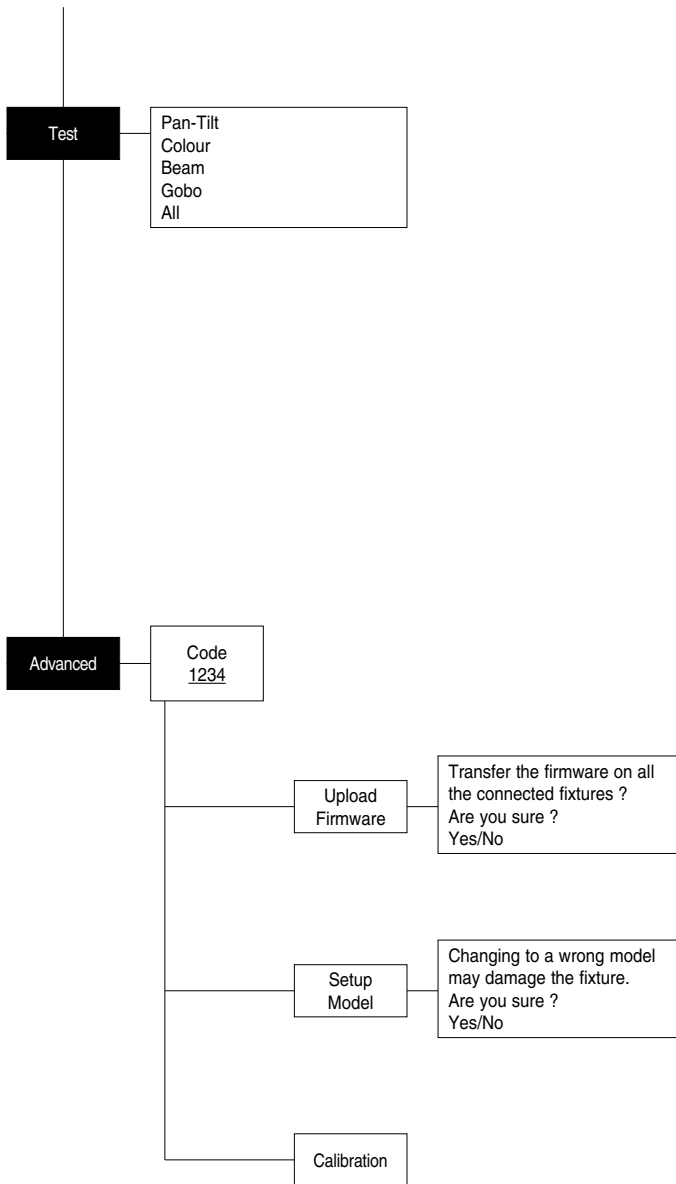 Test
Pan-Tilt
Colour
Beam
Gobo
All
Advanced
Code
1234
Upload
Firmware
Transfer the firmware on all
the connected fixtures ?
Are you sure ?
Yes/No
Setup
Model
Changing to a wrong model
may damage the fixture.
Are you sure ?
Yes/No
Calibration